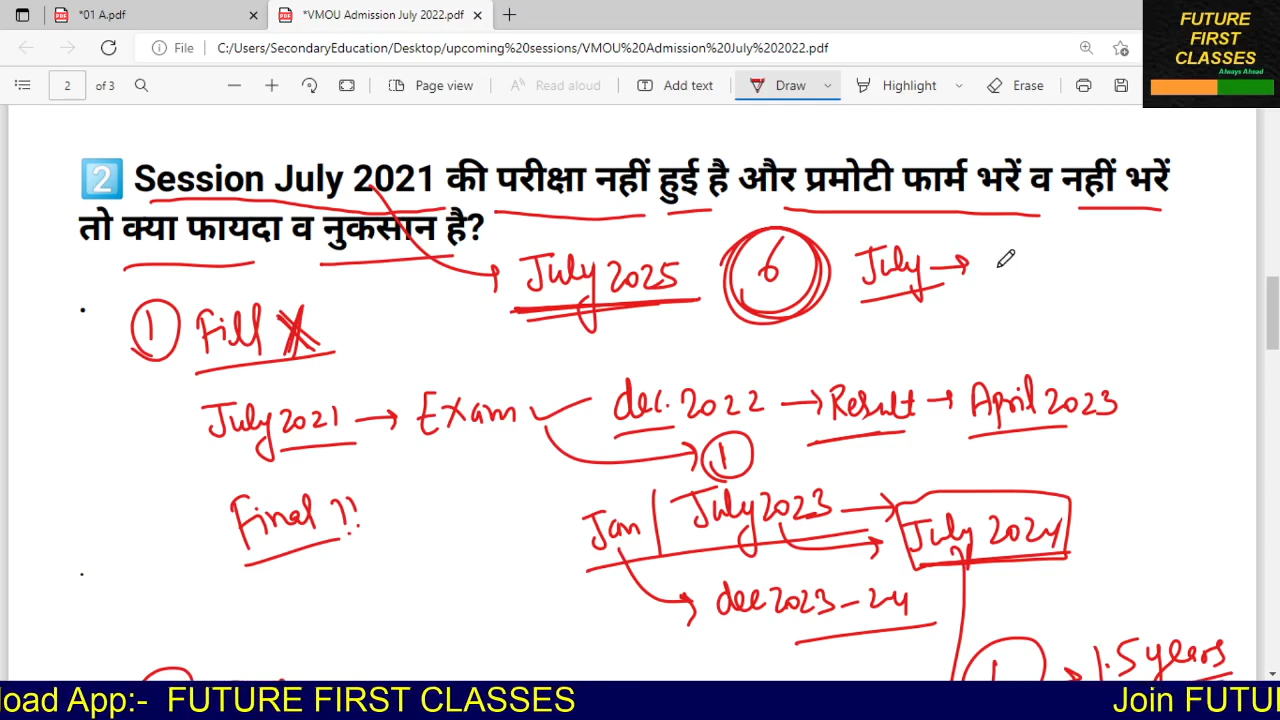 *01 A.pdf
*VMOU Admission July 2022.pdf
FUTURE
FIRST
CLASSES
Always Ahead
File
C:/Users/SecondaryEducation/Desktop/upcoming%20sessions/VMOU%20Admission%20July%202022.pdf
2 of 3
Page view
Read aloud
Add text
Draw
Highlight
Erase
2 Session July 2021 की परीक्षा नहीं हुई है और प्रमोटी फार्म भरें व नहीं भरें
तो क्या फायदा व नुकसान है?
July 2025 6 July →
1 Fill X
July 2021 → Exam ✓ dec. 2022 → Result → April 2023
1
Jan | July 2023 → July 2024
Final ??
dec 2023-24
1 → 1.5 years
load App:- FUTURE FIRST CLASSES
Join FUTU